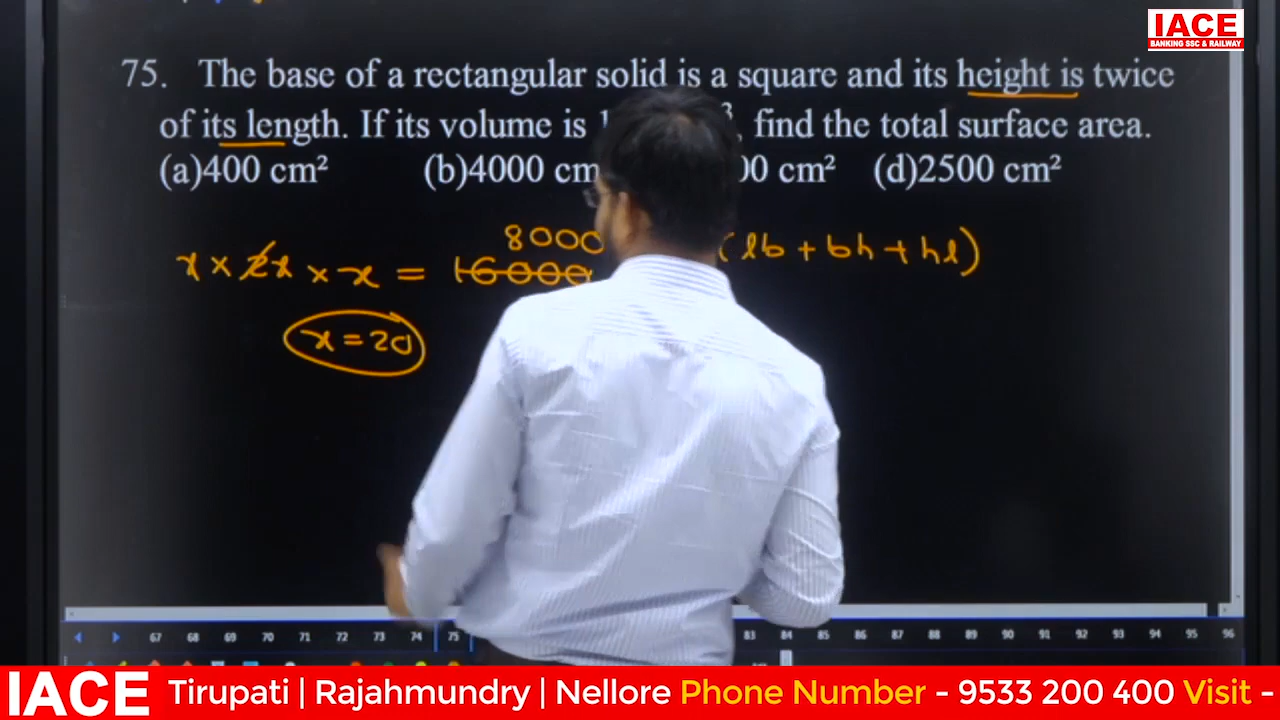 IACE
BANKING SSC & RAILWAY
75. The base of a rectangular solid is a square and its height is twice
of its length. If its volume is 1 3, find the total surface area.
(a)400 cm² (b)4000 cm 00 cm² (d)2500 cm²
8000
x × 2x × x = 16000 (lb + bh + hl)
x = 20
67 68 69 70 71 72 73 74 75 83 84 85 86 87 88 89 90 91 92 93 94 95 96
IACE Tirupati | Rajahmundry | Nellore Phone Number - 9533 200 400 Visit -